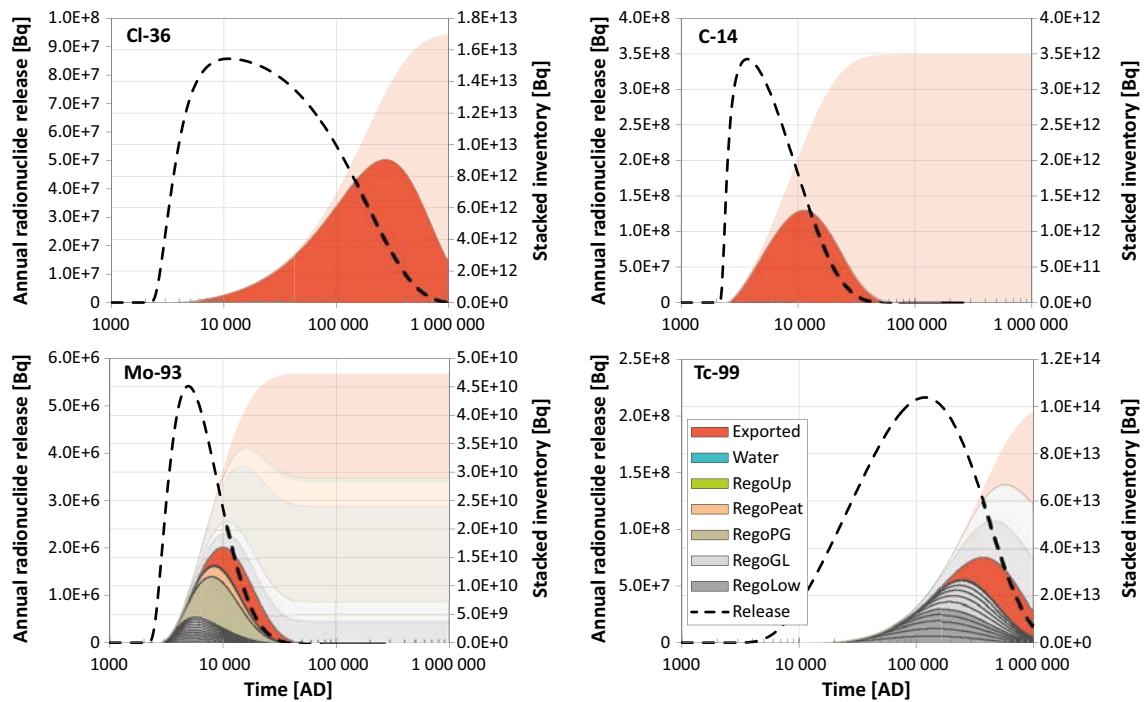 Cl-36
Annual radionuclide release [Bq]
1.0E+8
9.0E+7
8.0E+7
7.0E+7
6.0E+7
5.0E+7
4.0E+7
3.0E+7
2.0E+7
1.0E+7
0
1.8E+13
1.6E+13
1.4E+13
1.2E+13
1.0E+13
8.0E+12
6.0E+12
4.0E+12
2.0E+12
0.0E+0
Stacked inventory [Bq]
1000 10 000 100 000 1 000 000
C-14
Annual radionuclide release [Bq]
4.0E+8
3.5E+8
3.0E+8
2.5E+8
2.0E+8
1.5E+8
1.0E+8
5.0E+7
0
4.0E+12
3.5E+12
3.0E+12
2.5E+12
2.0E+12
1.5E+12
1.0E+12
5.0E+11
0.0E+0
Stacked inventory [Bq]
1000 10 000 100 000 1 000 000
Mo-93
Annual radionuclide release [Bq]
6.0E+6
5.0E+6
4.0E+6
3.0E+6
2.0E+6
1.0E+6
0
5.0E+10
4.5E+10
4.0E+10
3.5E+10
3.0E+10
2.5E+10
2.0E+10
1.5E+10
1.0E+10
5.0E+9
0.0E+0
Stacked inventory [Bq]
1000 10 000 100 000 1 000 000
Time [AD]
Tc-99
Annual radionuclide release [Bq]
2.5E+8
2.0E+8
1.5E+8
1.0E+8
5.0E+7
0
Exported
Water
RegoUp
RegoPeat
RegoPG
RegoGL
RegoLow
Release
1.2E+14
1.0E+14
8.0E+13
6.0E+13
4.0E+13
2.0E+13
0.0E+0
Stacked inventory [Bq]
1000 10 000 100 000 1 000 000
Time [AD]